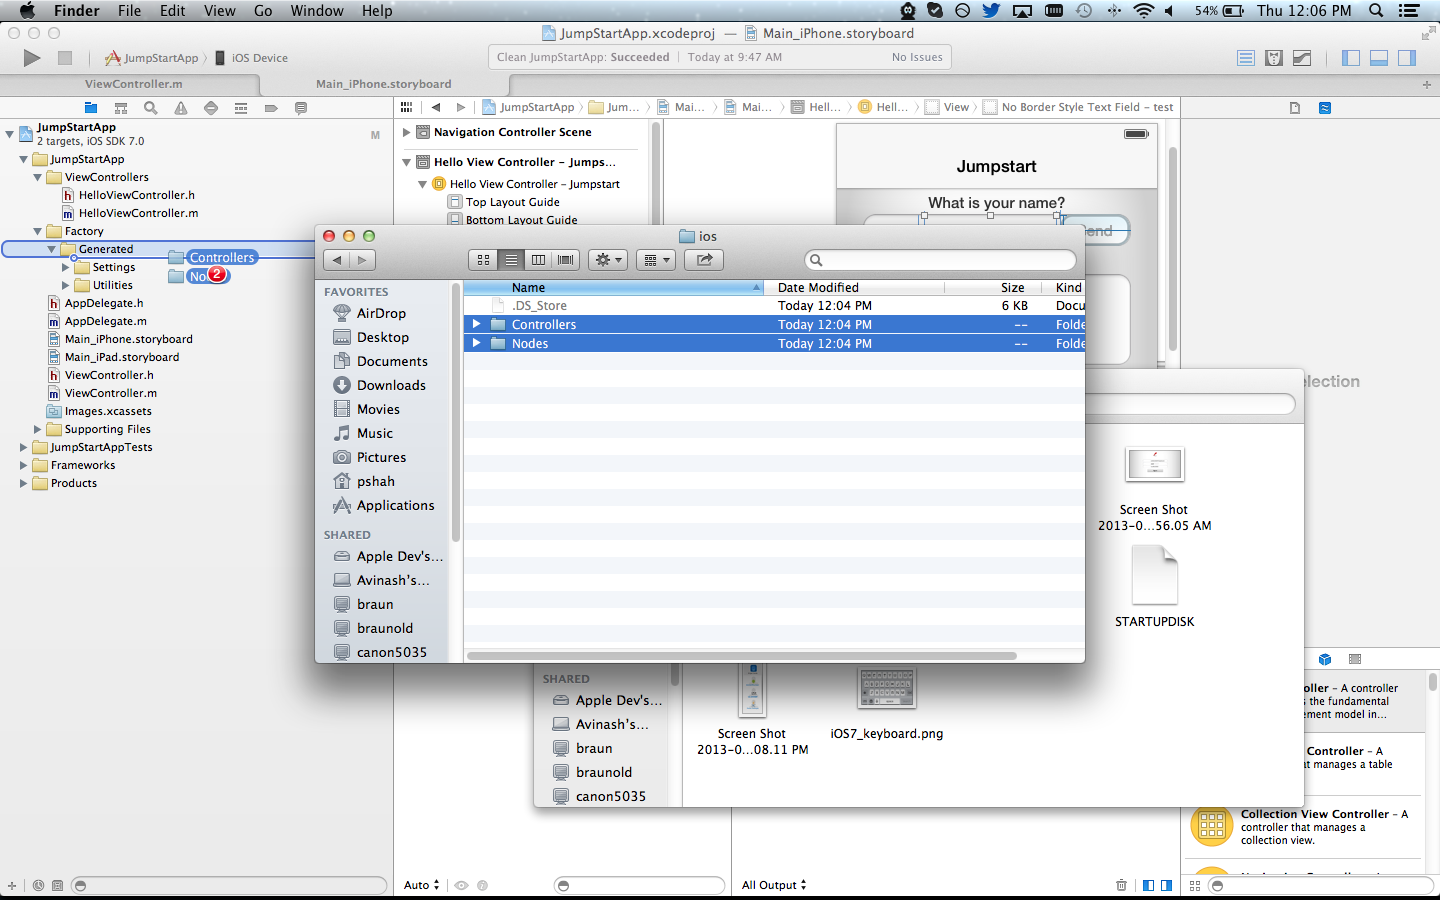 Finder File Edit View Go Window Help 54% Thu 12:06 PM
JumpStartApp.xcodeproj — Main_iPhone.storyboard
JumpStartApp iOS Device
Clean JumpStartApp: Succeeded Today at 9:47 AM No Issues
ViewController.m
Main_iPhone.storyboard
JumpStartApp
2 targets, iOS SDK 7.0
M
JumpStartApp
ViewControllers
HelloViewController.h
HelloViewController.m
Factory
Generated
Settings
Utilities
AppDelegate.h
AppDelegate.m
Main_iPhone.storyboard
Main_iPad.storyboard
ViewController.h
ViewController.m
Images.xcassets
Supporting Files
JumpStartAppTests
Frameworks
Products
Controllers
2
JumpStartApp Jum... Mai... Mai... Hell... Hell... View No Border Style Text Field – test
Navigation Controller Scene
Hello View Controller – Jumps...
Hello View Controller – Jumpstart
Top Layout Guide
Bottom Layout Guide
Jumpstart
What is your name?
end
ios
FAVORITES
AirDrop
Desktop
Documents
Downloads
Movies
Music
Pictures
pshah
Applications
SHARED
Apple Dev's...
Avinash's...
braun
braunold
canon5035
Name Date Modified Size Kind
.DS_Store Today 12:04 PM 6 KB Docu
Controllers Today 12:04 PM -- Folde
Nodes Today 12:04 PM -- Folde
election
Screen Shot
2013-0...56.05 AM
STARTUPDISK
SHARED
Apple Dev's...
Avinash's...
braun
braunold
canon5035
Screen Shot
2013-0...08.11 PM
iOS7_keyboard.png
oller – A controller
s the fundamental
ement model in...
Controller – A
at manages a table
Collection View Controller – A
controller that manages a
collection view.
Auto
All Output